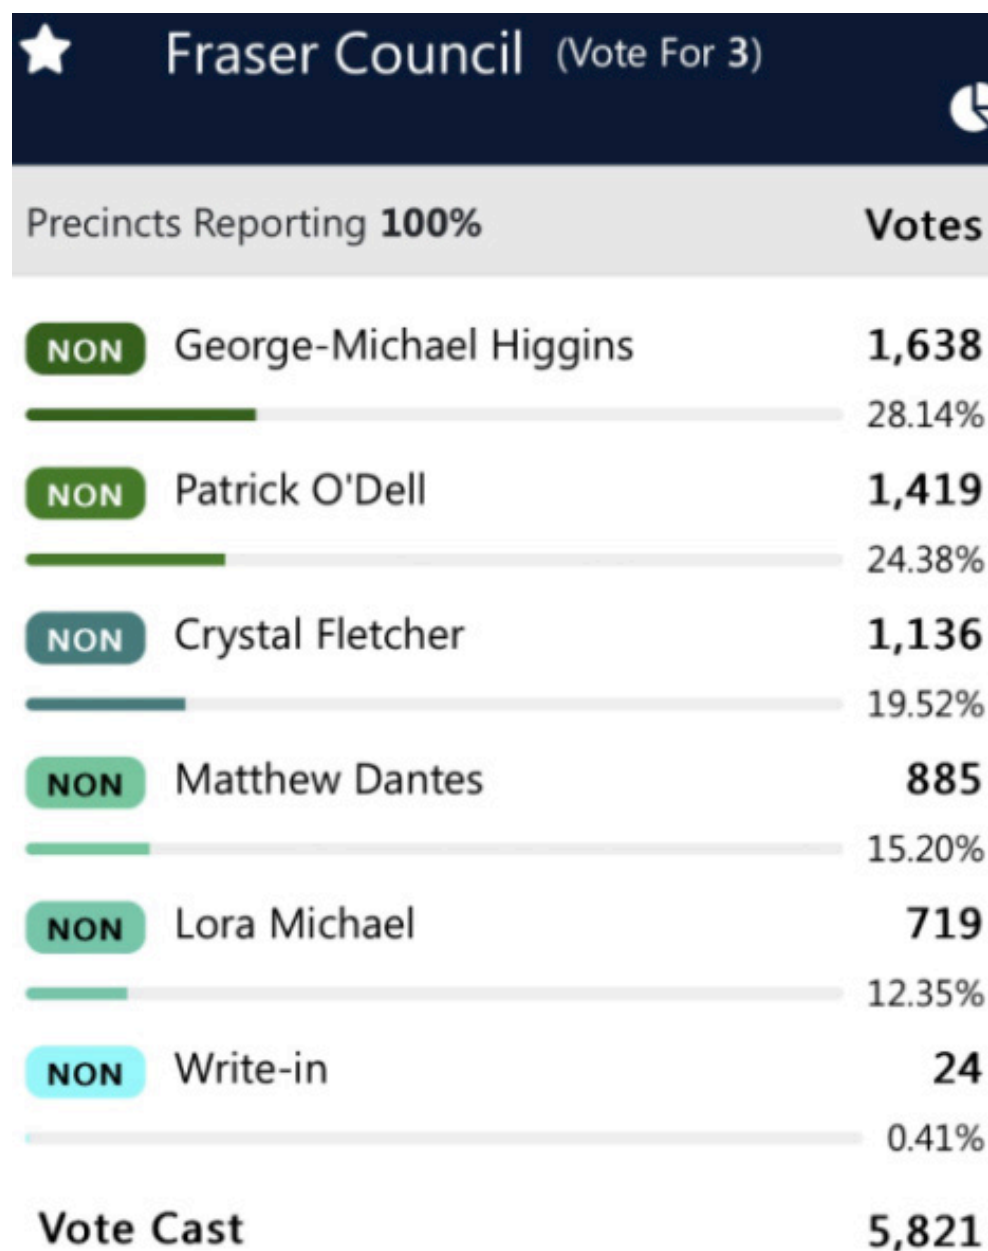 Fraser Council (Vote For 3)
Precincts Reporting 100% Votes
NON George-Michael Higgins 1,638
28.14%
NON Patrick O'Dell 1,419
24.38%
NON Crystal Fletcher 1,136
19.52%
NON Matthew Dantes 885
15.20%
NON Lora Michael 719
12.35%
NON Write-in 24
0.41%
Vote Cast 5,821